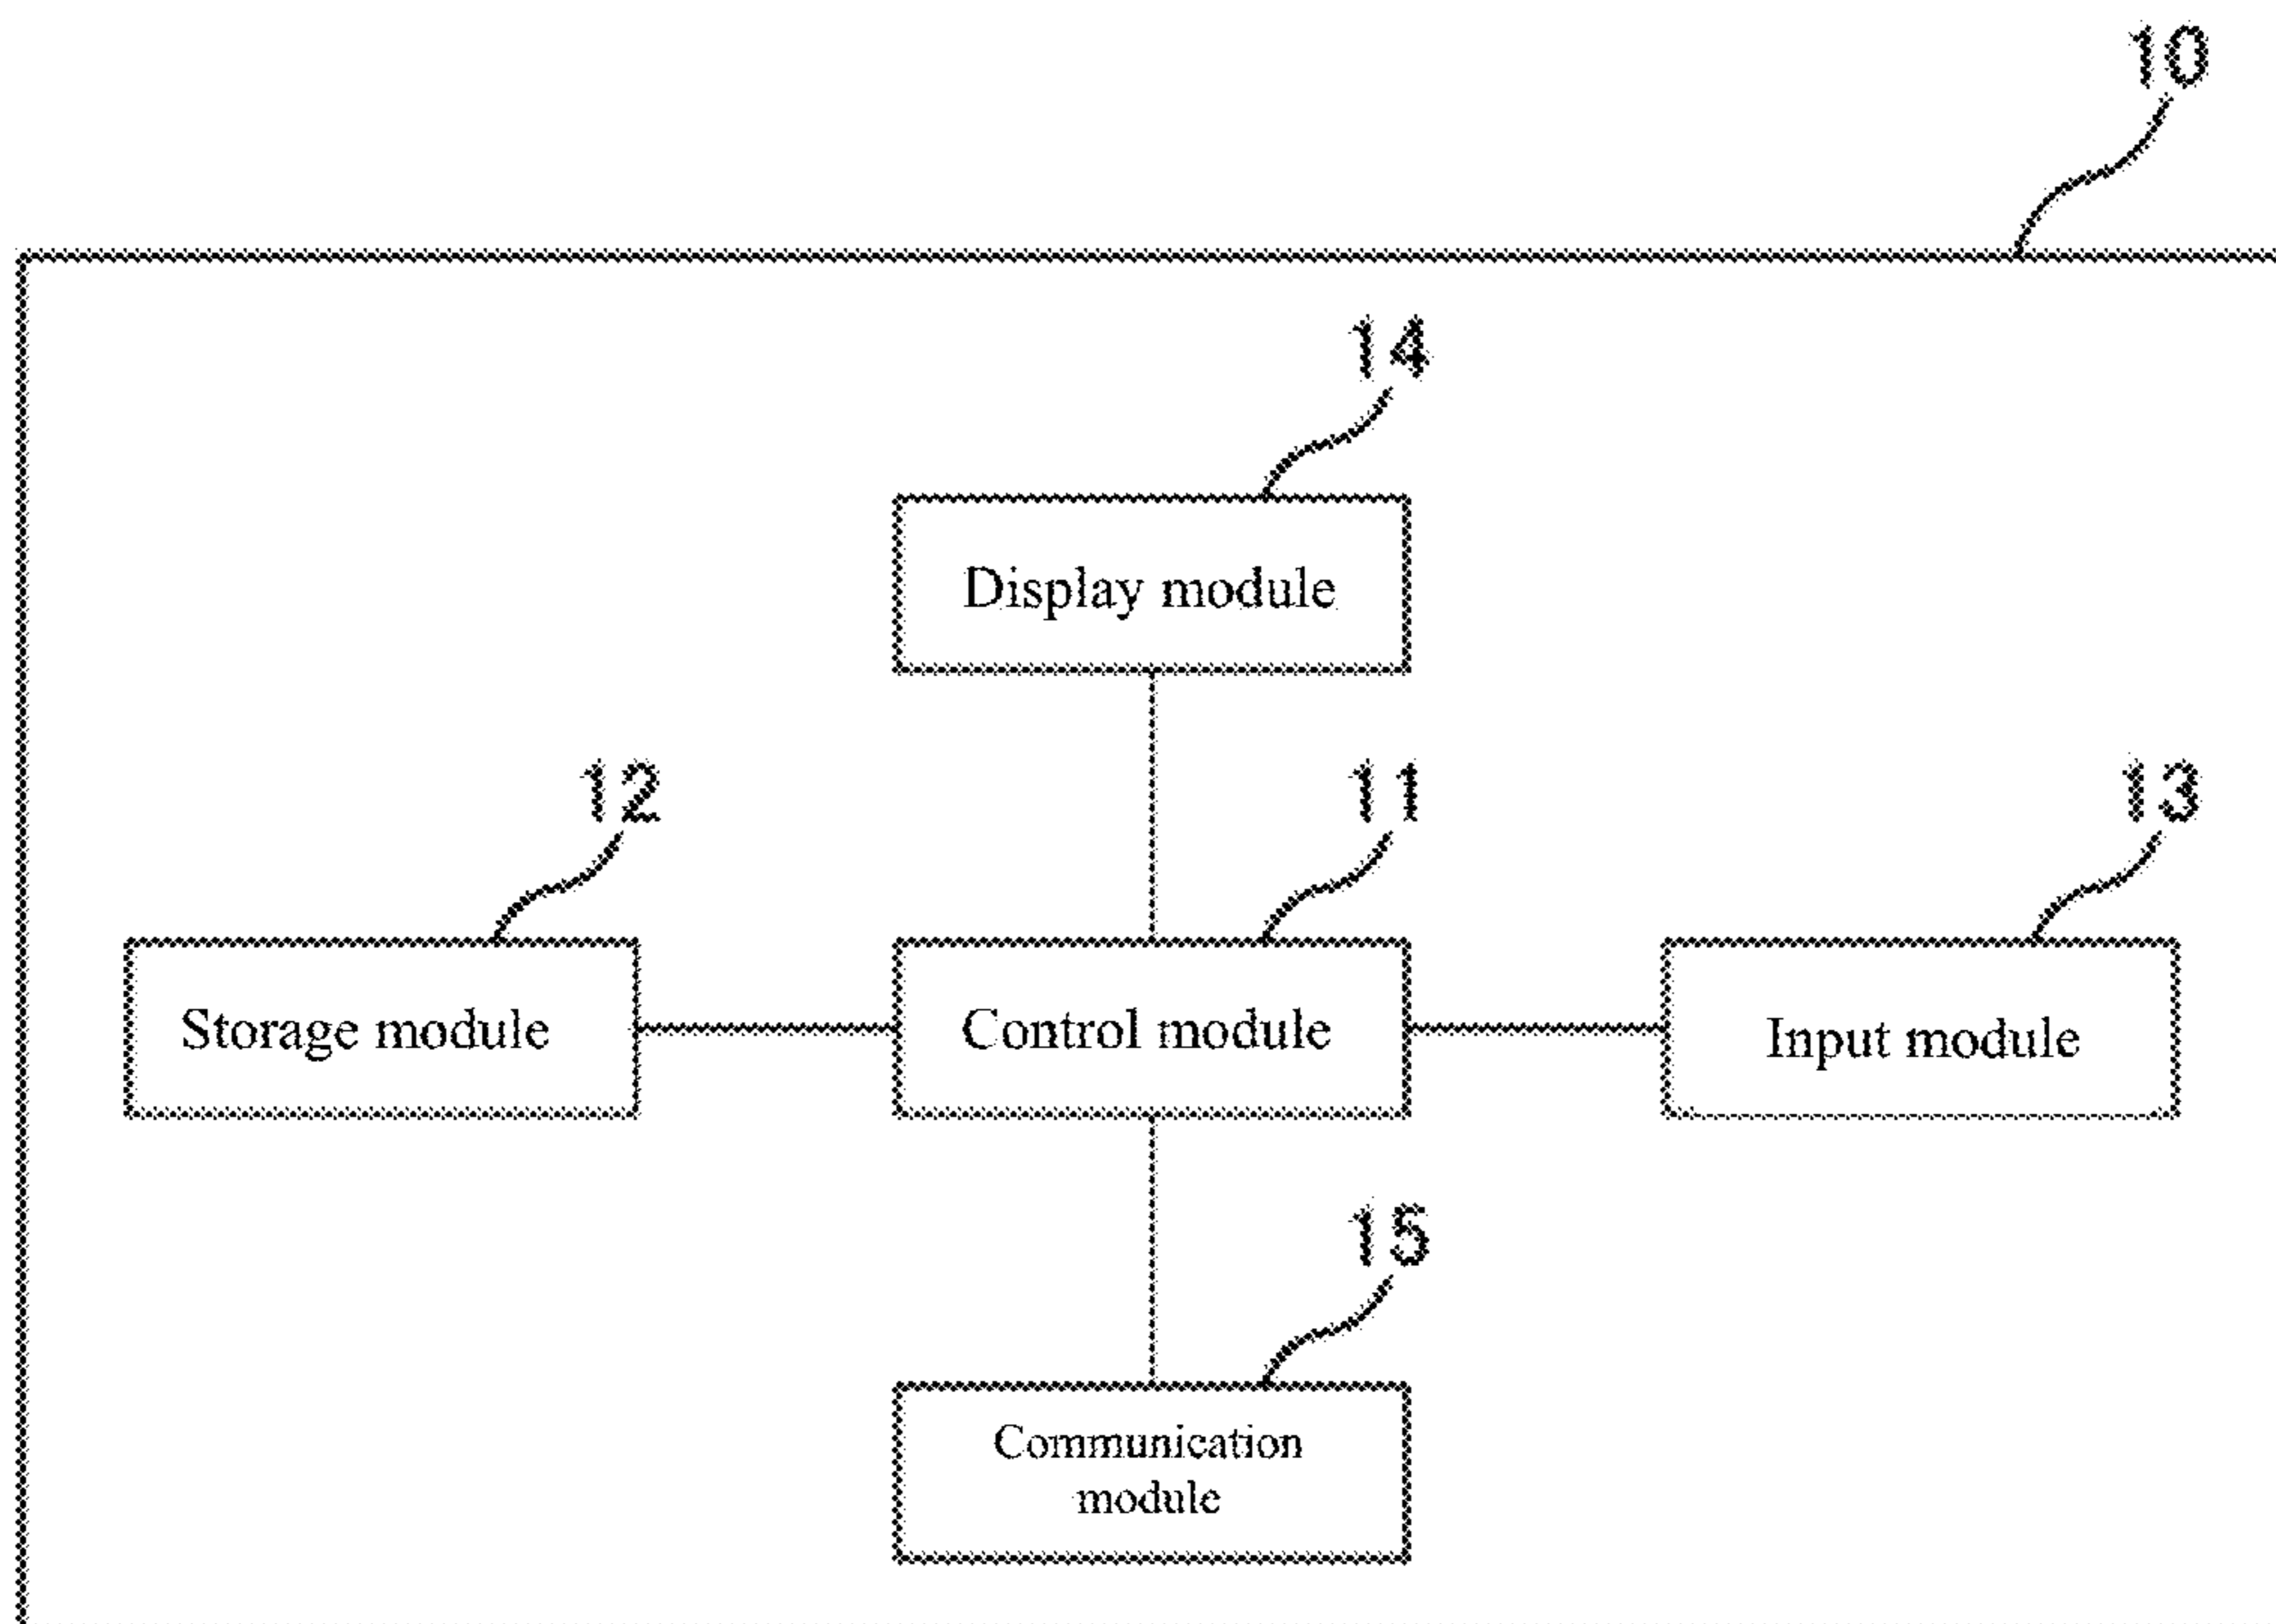 10
14
Display module
12
11
13
Storage module
Control module
Input module
15
Communication
module